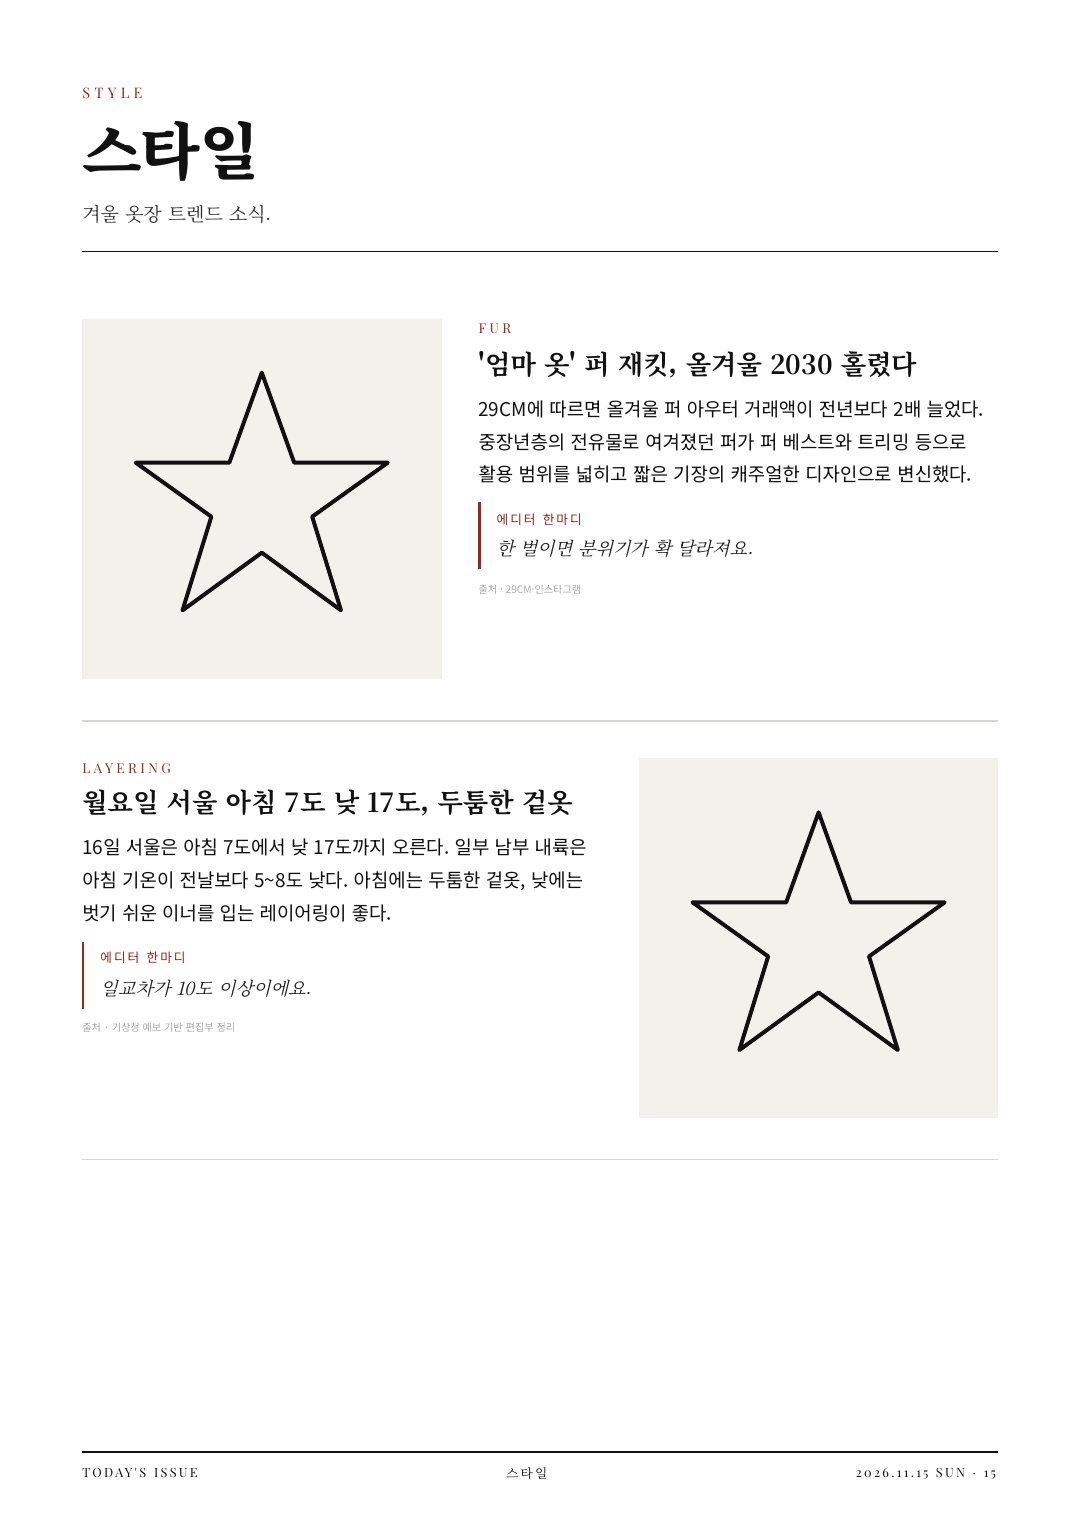 STYLE
스타일
겨울 옷장 트렌드 소식.
FUR
'엄마 옷' 퍼 재킷, 올겨울 2030 홀렸다
29CM에 따르면 올겨울 퍼 아우터 거래액이 전년보다 2배 늘었다.
중장년층의 전유물로 여겨졌던 퍼가 퍼 베스트와 트리밍 등으로
활용 범위를 넓히고 짧은 기장의 캐주얼한 디자인으로 변신했다.
에디터 한마디
한 벌이면 분위기가 확 달라져요.
출처 · 29CM·인스타그램
LAYERING
월요일 서울 아침 7도 낮 17도, 두툼한 겉옷
16일 서울은 아침 7도에서 낮 17도까지 오른다. 일부 남부 내륙은
아침 기온이 전날보다 5~8도 낮다. 아침에는 두툼한 겉옷, 낮에는
벗기 쉬운 이너를 입는 레이어링이 좋다.
에디터 한마디
일교차가 10도 이상이에요.
출처 · 기상청 예보 기반 편집부 정리
TODAY'S ISSUE
스타일
2026.11.15 SUN · 15